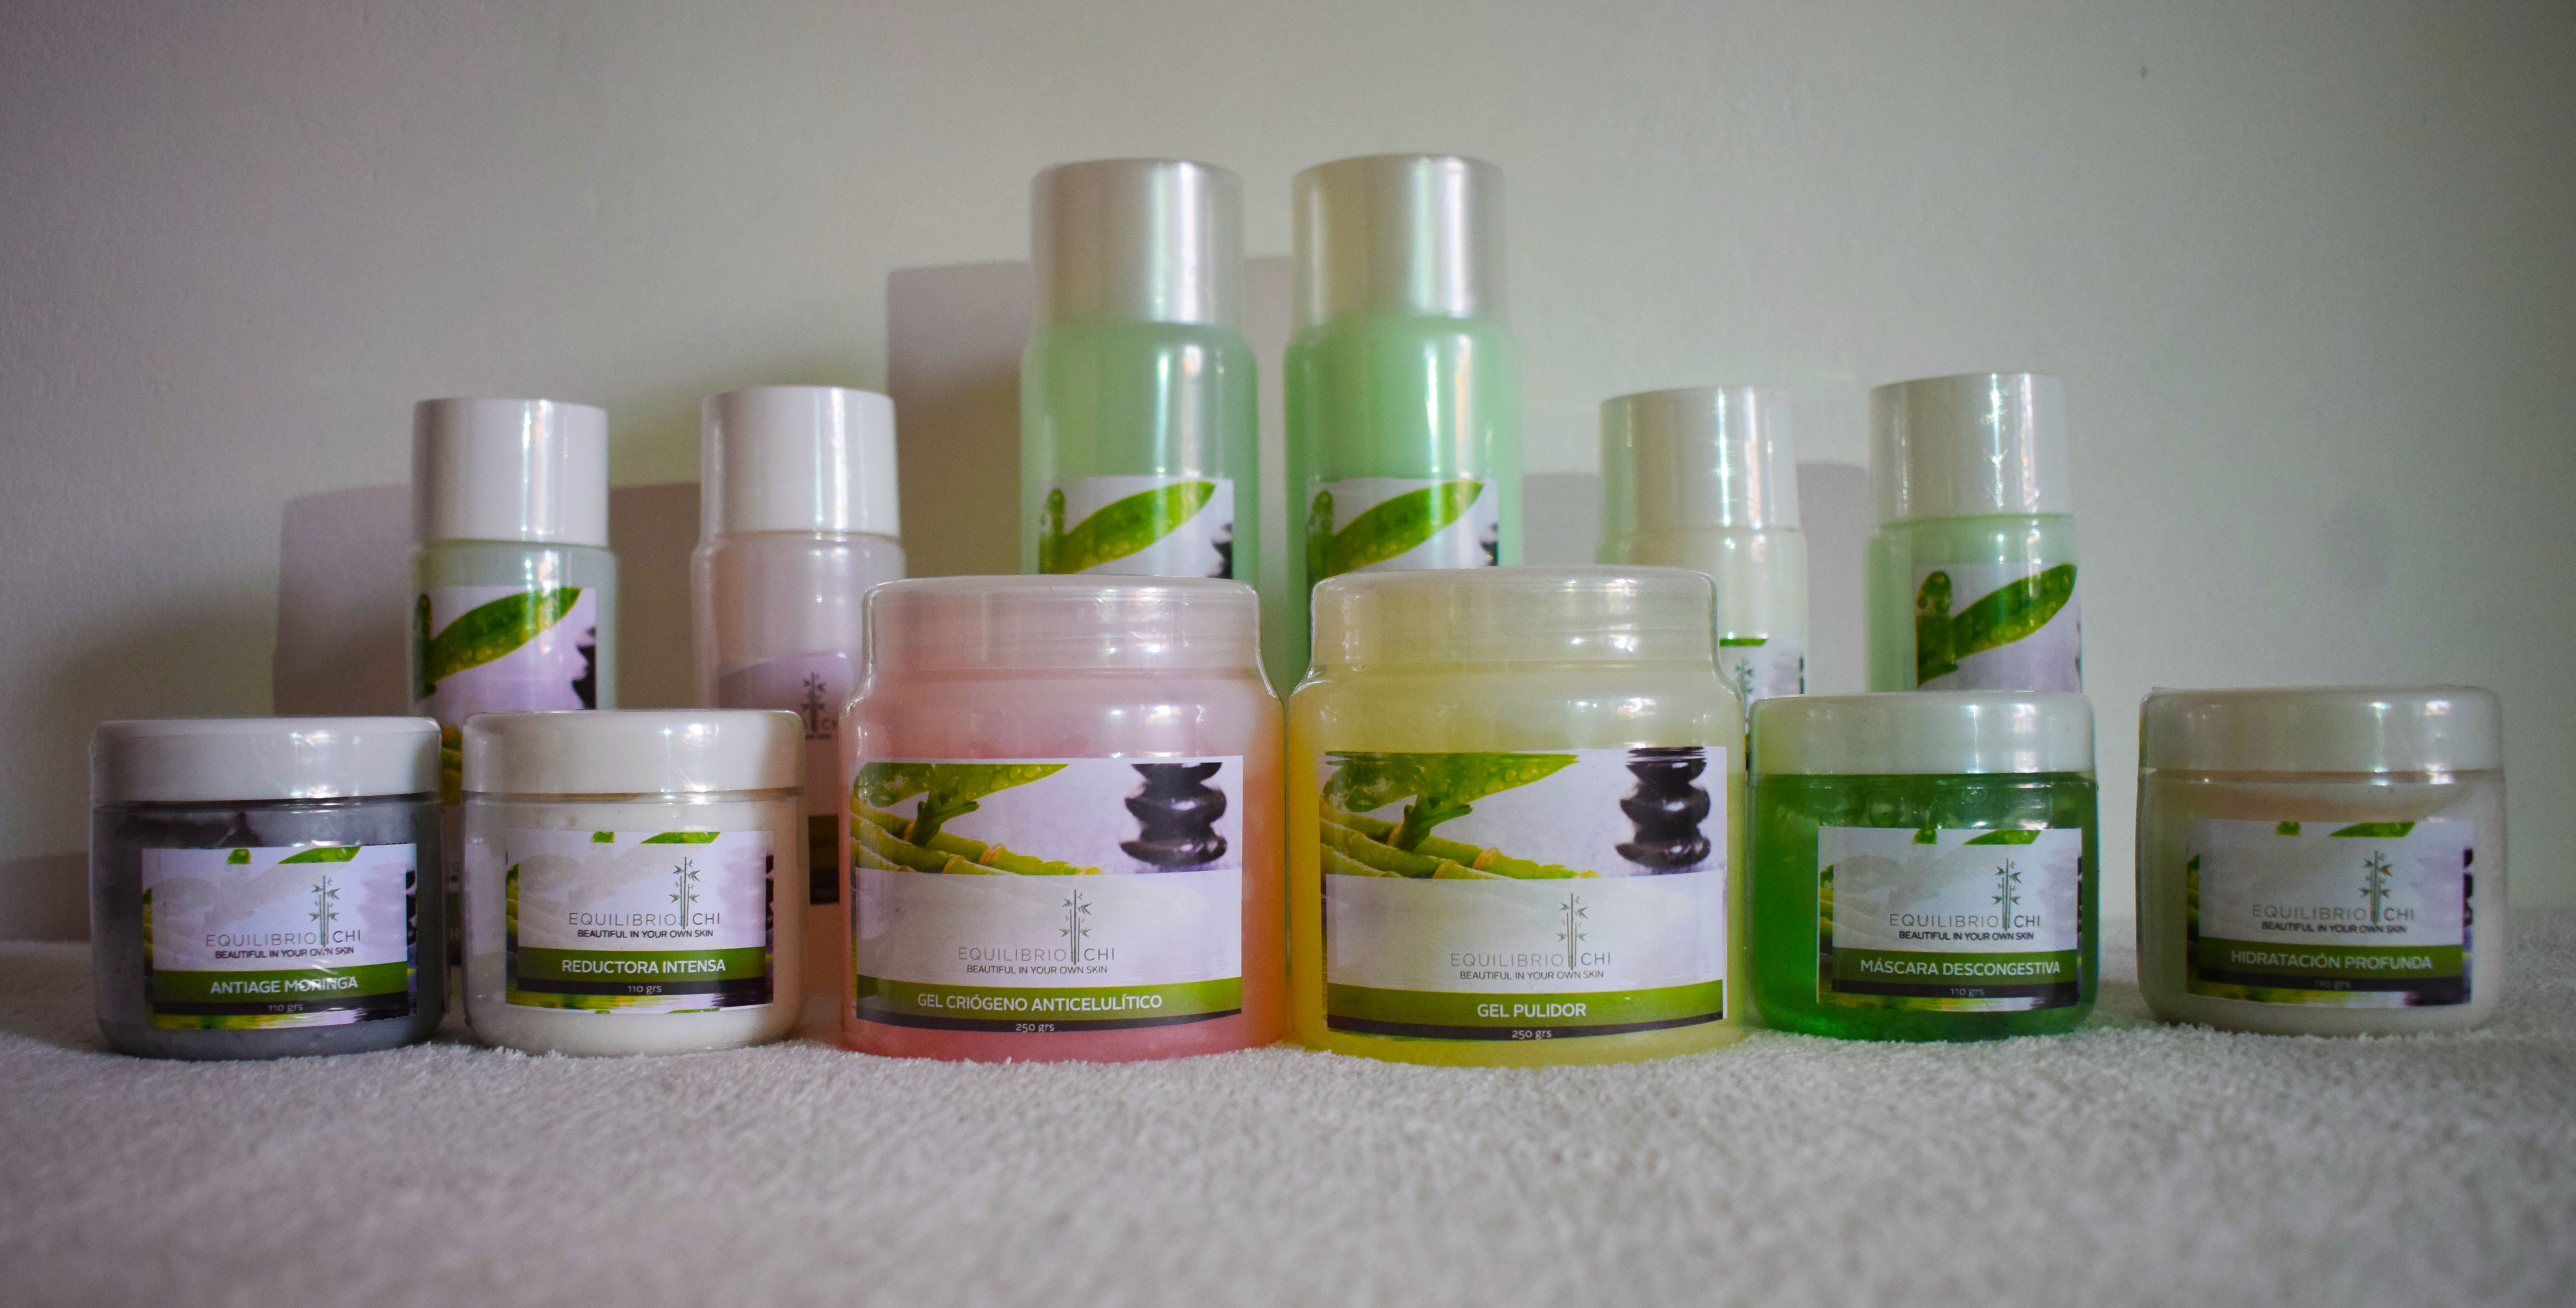 EQUILIBRIO CHI
BEAUTIFUL IN YOUR OWN SKIN
ANTIAGE MORINGA
110 grs
EQUILIBRIO CHI
BEAUTIFUL IN YOUR OWN SKIN
REDUCTORA INTENSA
110 grs
EQUILIBRIO CHI
BEAUTIFUL IN YOUR OWN SKIN
GEL CRIÓGENO ANTICELULÍTICO
250 grs
EQUILIBRIO CHI
BEAUTIFUL IN YOUR OWN SKIN
GEL PULIDOR
250 grs
EQUILIBRIO CHI
BEAUTIFUL IN YOUR OWN SKIN
MÁSCARA DESCONGESTIVA
110 grs
EQUILIBRIO CHI
BEAUTIFUL IN YOUR OWN SKIN
HIDRATACIÓN PROFUNDA
110 grs